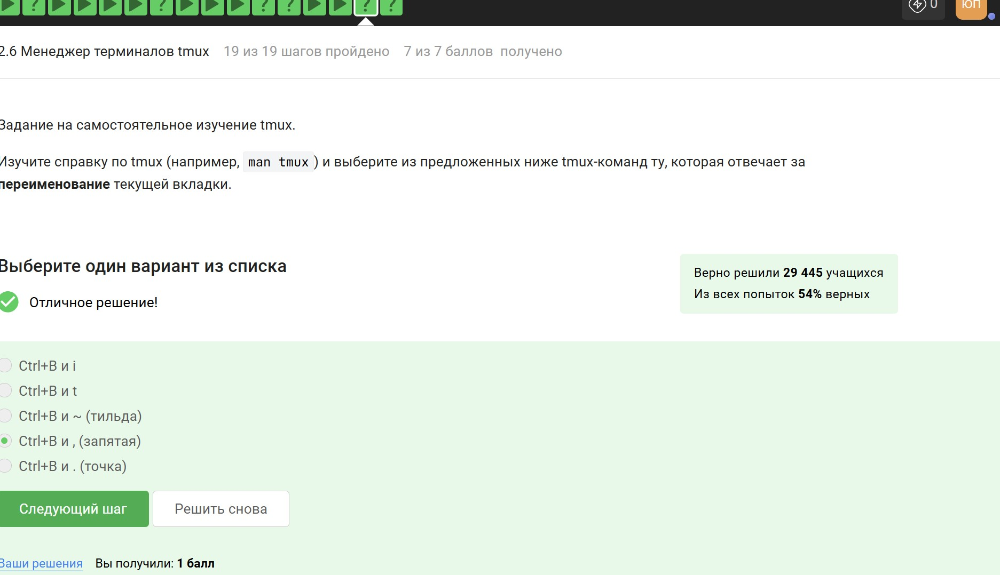 ? ? ? ? ? ?
0
ЮП
2.6 Менеджер терминалов tmux 19 из 19 шагов пройдено 7 из 7 баллов получено
Задание на самостоятельное изучение tmux.
Изучите справку по tmux (например, man tmux ) и выберите из предложенных ниже tmux-команд ту, которая отвечает за
переименование текущей вкладки.
Выберите один вариант из списка
Верно решили 29 445 учащихся
Из всех попыток 54% верных
Отличное решение!
Ctrl+B и i
Ctrl+B и t
Ctrl+B и ~ (тильда)
Ctrl+B и , (запятая)
Ctrl+B и . (точка)
Следующий шаг
Решить снова
Ваши решения Вы получили: 1 балл